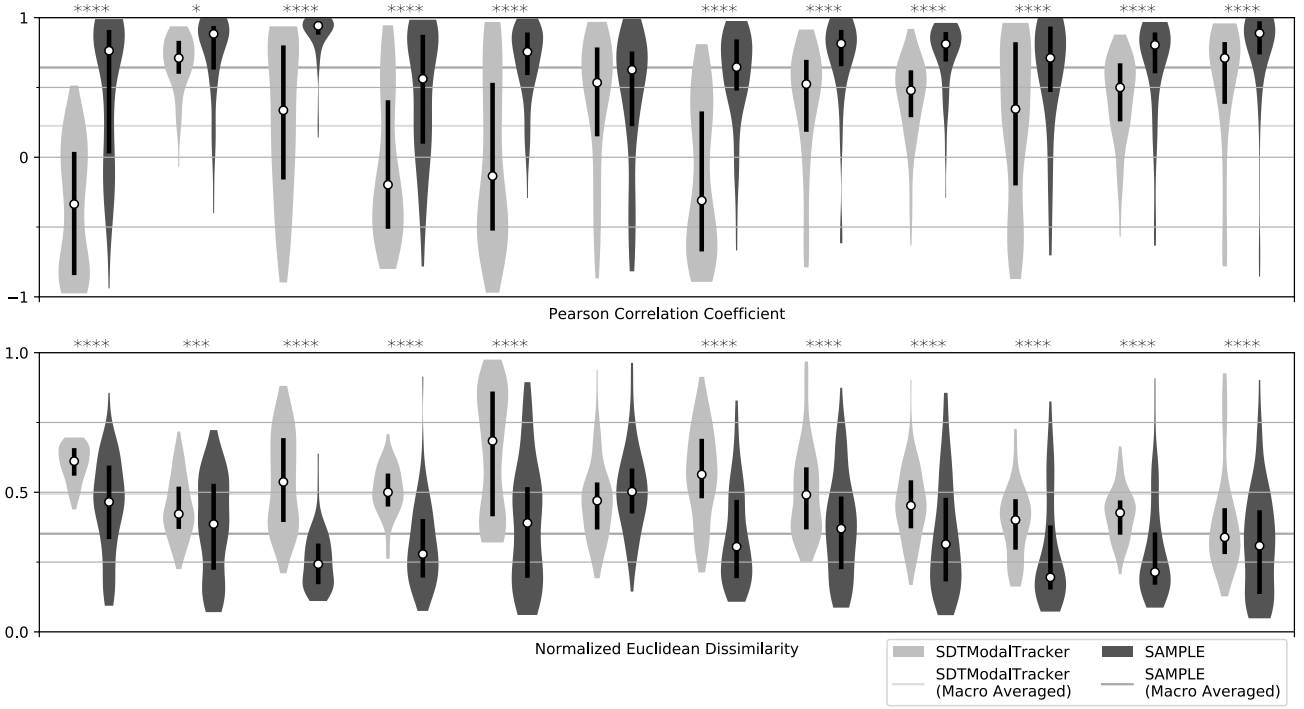 **** * **** **** **** **** **** **** **** **** ****
1
0
−1
Pearson Correlation Coefficient
**** *** **** **** **** **** **** **** **** **** ****
1.0
0.5
0.0
Normalized Euclidean Dissimilarity
SDTModalTracker
SDTModalTracker
(Macro Averaged)
SAMPLE
SAMPLE
(Macro Averaged)